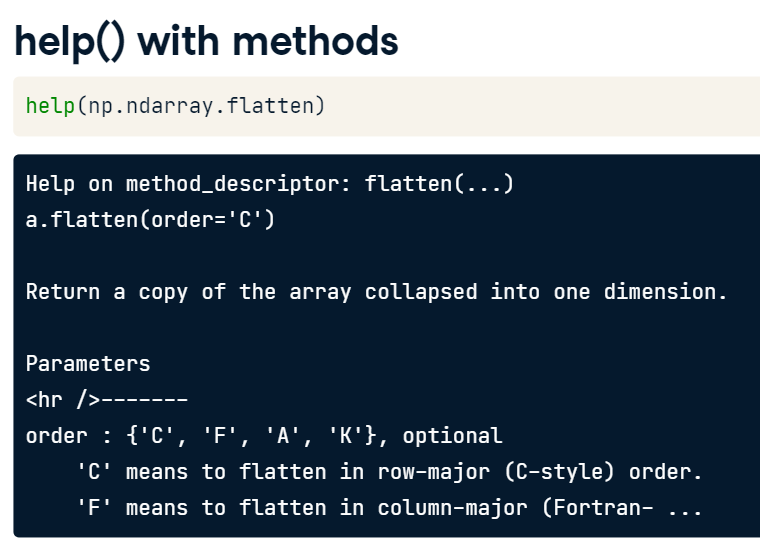 help() with methods
help(np.ndarray.flatten)
Help on method_descriptor: flatten(...)
a.flatten(order='C')
Return a copy of the array collapsed into one dimension.
Parameters
<hr />-------
order : {'C', 'F', 'A', 'K'}, optional
    'C' means to flatten in row-major (C-style) order.
    'F' means to flatten in column-major (Fortran- ...